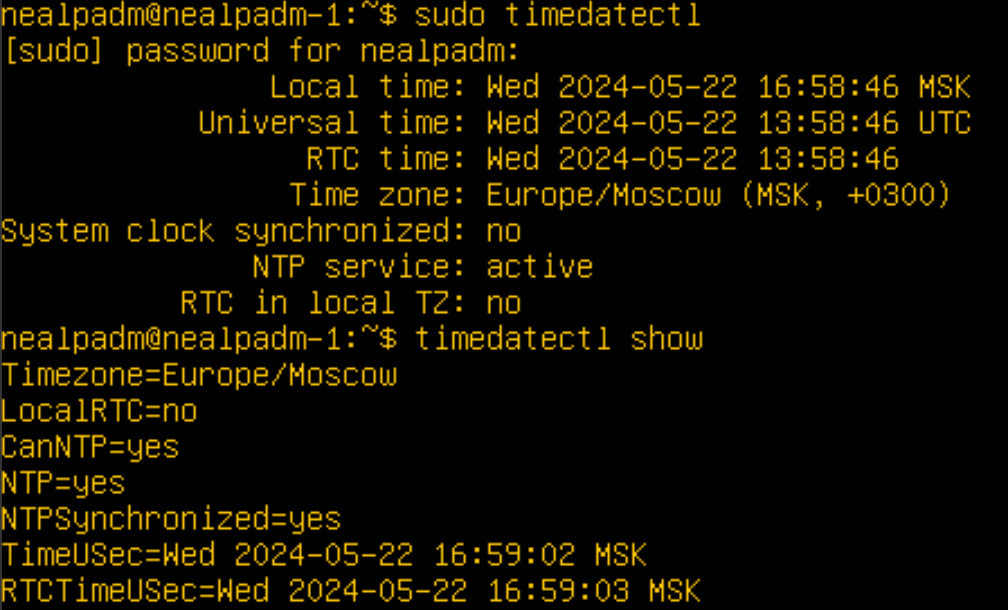 nealpadm@nealpadm-1:~$ sudo timedatectl
[sudo] password for nealpadm:
Local time: Wed 2024-05-22 16:58:46 MSK
Universal time: Wed 2024-05-22 13:58:46 UTC
RTC time: Wed 2024-05-22 13:58:46
Time zone: Europe/Moscow (MSK, +0300)
System clock synchronized: no
NTP service: active
RTC in local TZ: no
nealpadm@nealpadm-1:~$ timedatectl show
Timezone=Europe/Moscow
LocalRTC=no
CanNTP=yes
NTP=yes
NTPSynchronized=yes
TimeUSec=Wed 2024-05-22 16:59:02 MSK
RTCTimeUSec=Wed 2024-05-22 16:59:03 MSK